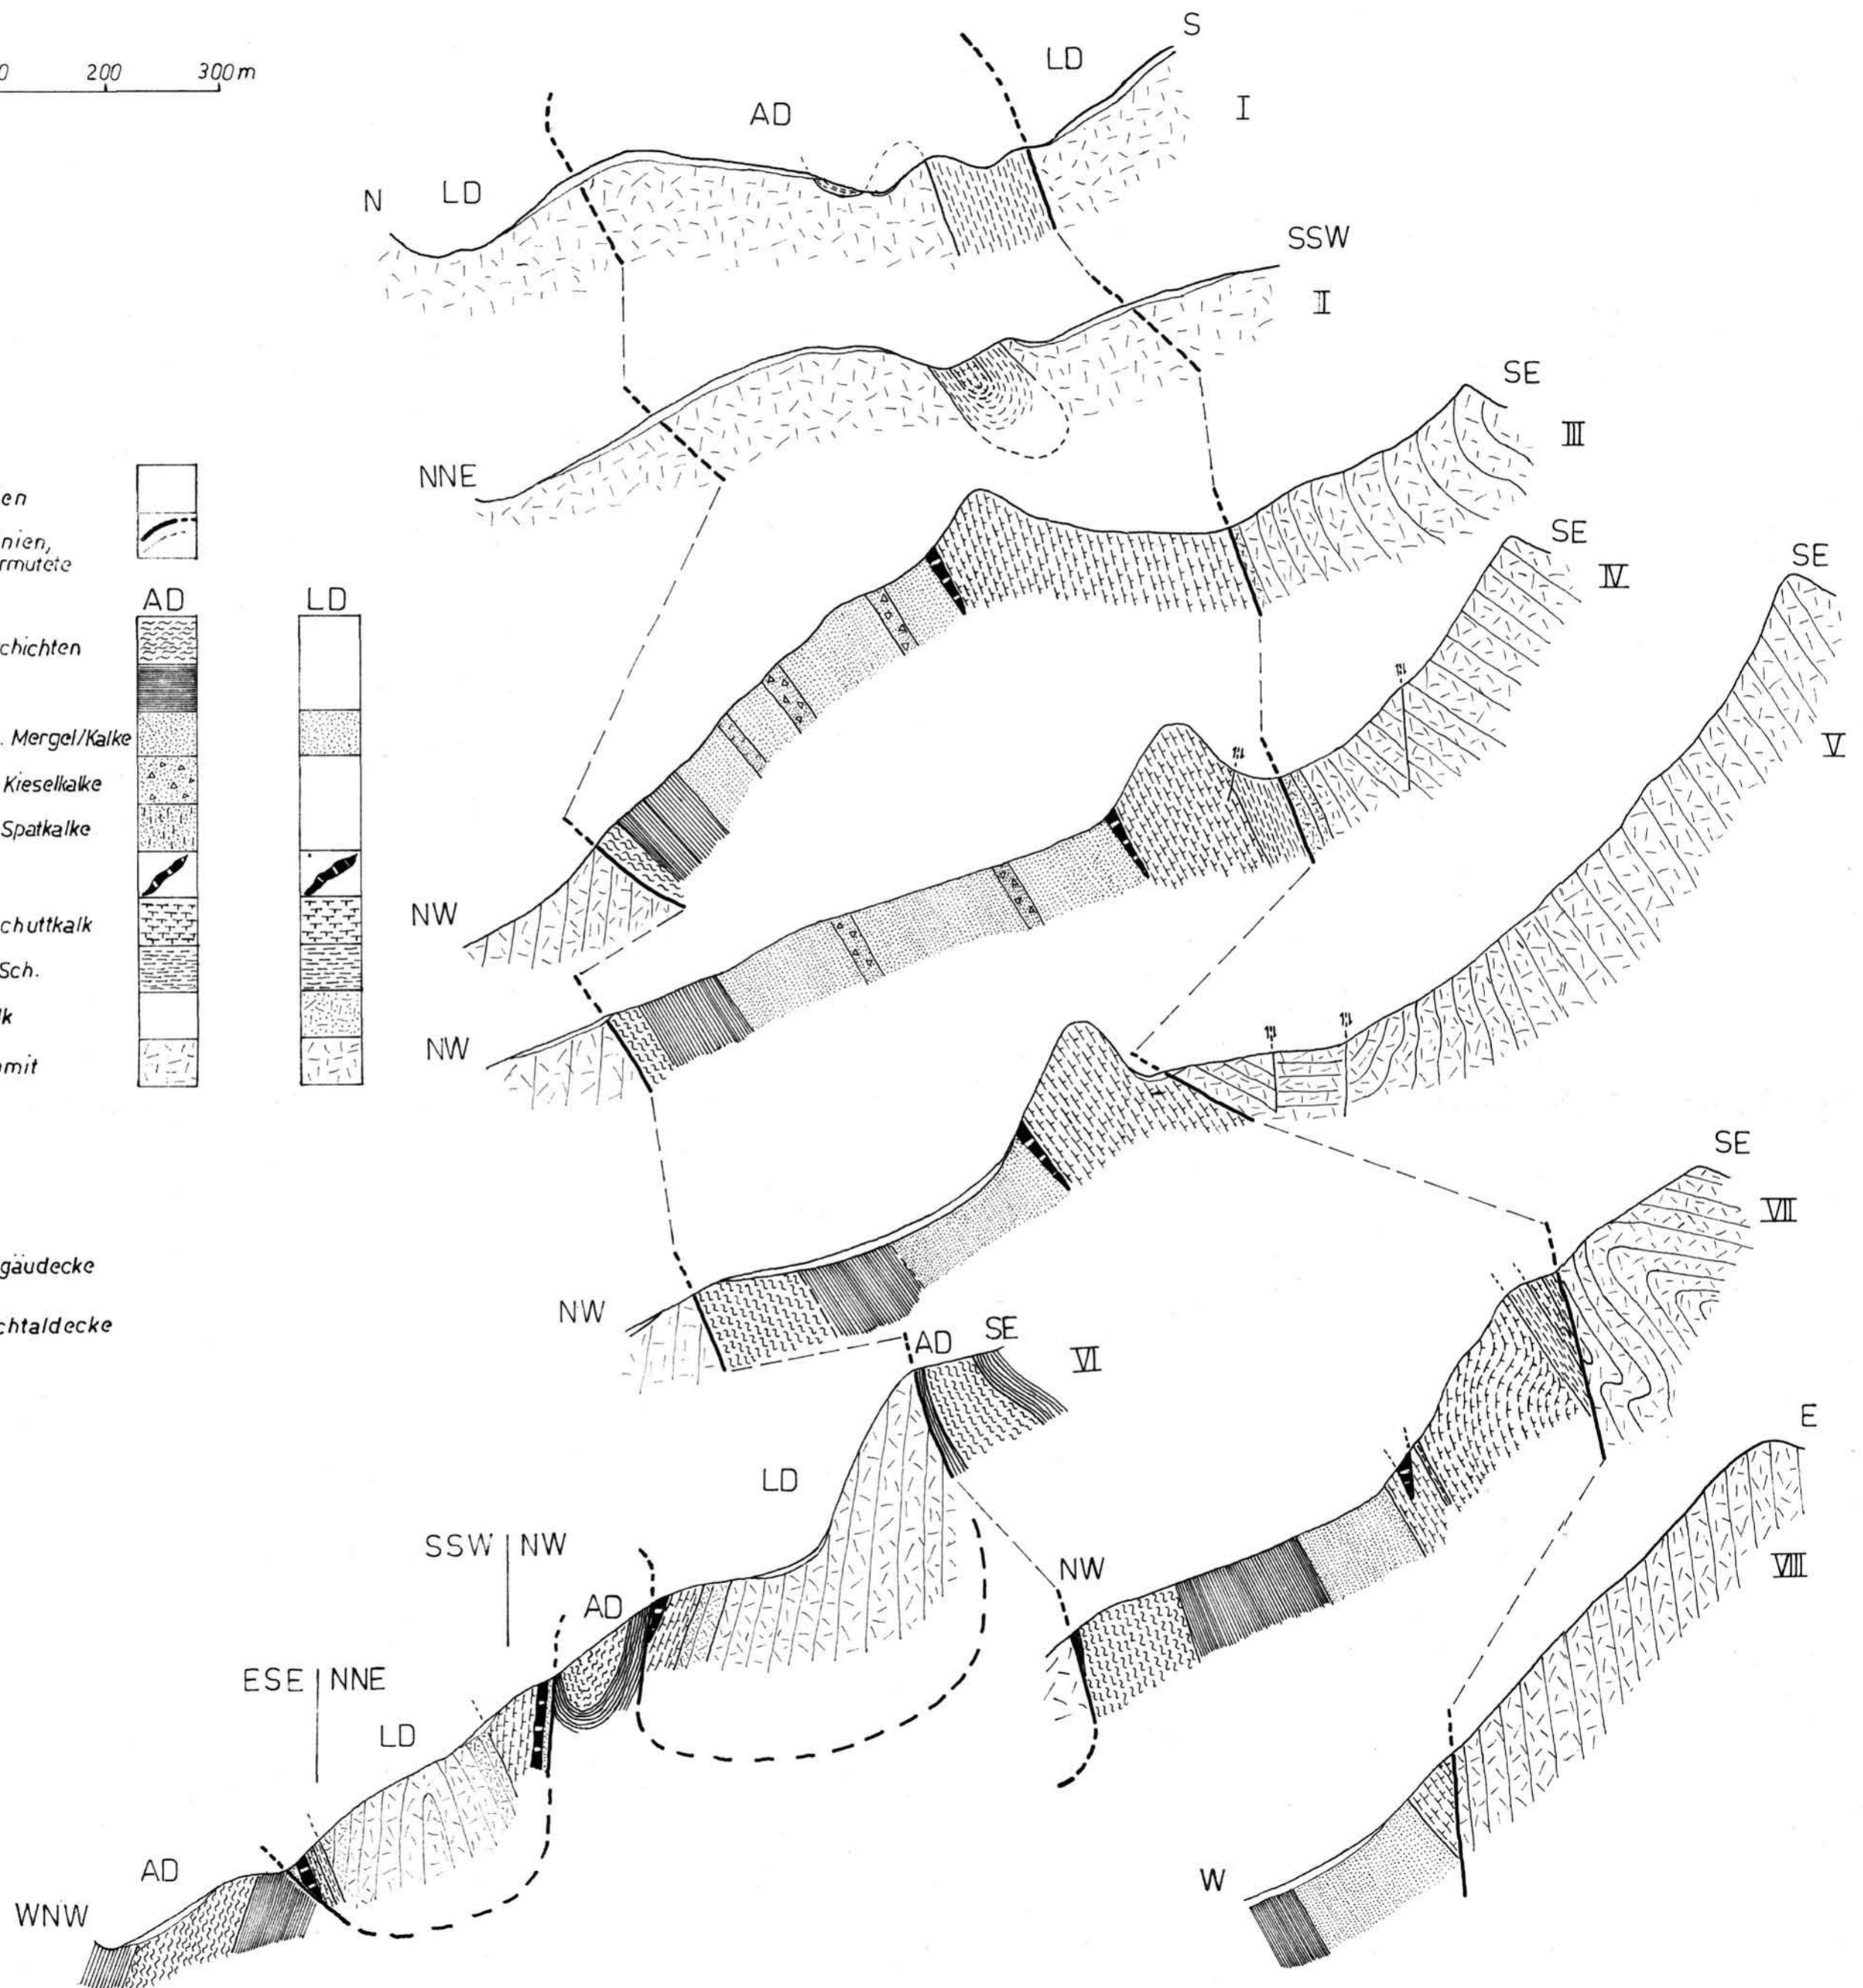 200 300m
S
LD
I
AD
LD
N
SSW
II
NNE
SE
III
SE
IV
SE
V
en
nien,
rmutete
AD LD
chichten
. Mergel/Kalke
Kieselkalke
Spatkalke
chuttkalk
Sch.
lk
mit
NW
NW
gäudecke
chtaldecke
NW
SE
VII
AD SE
VI
LD
E
VIII
SSW NW
AD
NW
ESE NNE
LD
AD
WNW
W